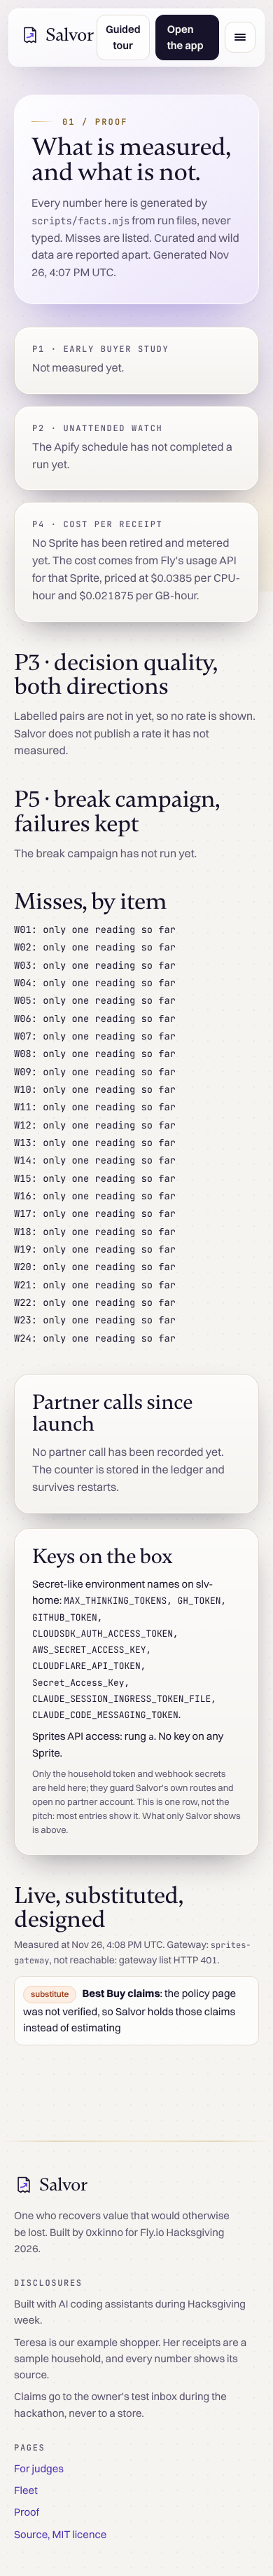 Salvor
Guided
tour
Open
the app
01 / PROOF
What is measured,
and what is not.
Every number here is generated by
scripts/facts.mjs from run files, never
typed. Misses are listed. Curated and wild
data are reported apart. Generated Nov
26, 4:07 PM UTC.
P1 · EARLY BUYER STUDY
Not measured yet.
P2 · UNATTENDED WATCH
The Apify schedule has not completed a
run yet.
P4 · COST PER RECEIPT
No Sprite has been retired and metered
yet. The cost comes from Fly's usage API
for that Sprite, priced at $0.0385 per CPU-
hour and $0.021875 per GB-hour.
P3 · decision quality,
both directions
Labelled pairs are not in yet, so no rate is shown.
Salvor does not publish a rate it has not
measured.
P5 · break campaign,
failures kept
The break campaign has not run yet.
Misses, by item
W01: only one reading so far
W02: only one reading so far
W03: only one reading so far
W04: only one reading so far
W05: only one reading so far
W06: only one reading so far
W07: only one reading so far
W08: only one reading so far
W09: only one reading so far
W10: only one reading so far
W11: only one reading so far
W12: only one reading so far
W13: only one reading so far
W14: only one reading so far
W15: only one reading so far
W16: only one reading so far
W17: only one reading so far
W18: only one reading so far
W19: only one reading so far
W20: only one reading so far
W21: only one reading so far
W22: only one reading so far
W23: only one reading so far
W24: only one reading so far
Partner calls since
launch
No partner call has been recorded yet.
The counter is stored in the ledger and
survives restarts.
Keys on the box
Secret-like environment names on slv-
home: MAX_THINKING_TOKENS, GH_TOKEN,
GITHUB_TOKEN,
CLOUDSDK_AUTH_ACCESS_TOKEN,
AWS_SECRET_ACCESS_KEY,
CLOUDFLARE_API_TOKEN,
Secret_Access_Key,
CLAUDE_SESSION_INGRESS_TOKEN_FILE,
CLAUDE_CODE_MESSAGING_TOKEN.
Sprites API access: rung a. No key on any
Sprite.
Only the household token and webhook secrets
are held here; they guard Salvor's own routes and
open no partner account. This is one row, not the
pitch: most entries show it. What only Salvor shows
is above.
Live, substituted,
designed
Measured at Nov 26, 4:08 PM UTC. Gateway: sprites-
gateway, not reachable: gateway list HTTP 401.
substitute Best Buy claims: the policy page
was not verified, so Salvor holds those claims
instead of estimating
Salvor
One who recovers value that would otherwise
be lost. Built by 0xkinno for Fly.io Hacksgiving
2026.
DISCLOSURES
Built with AI coding assistants during Hacksgiving
week.
Teresa is our example shopper. Her receipts are a
sample household, and every number shows its
source.
Claims go to the owner's test inbox during the
hackathon, never to a store.
PAGES
For judges
Fleet
Proof
Source, MIT licence